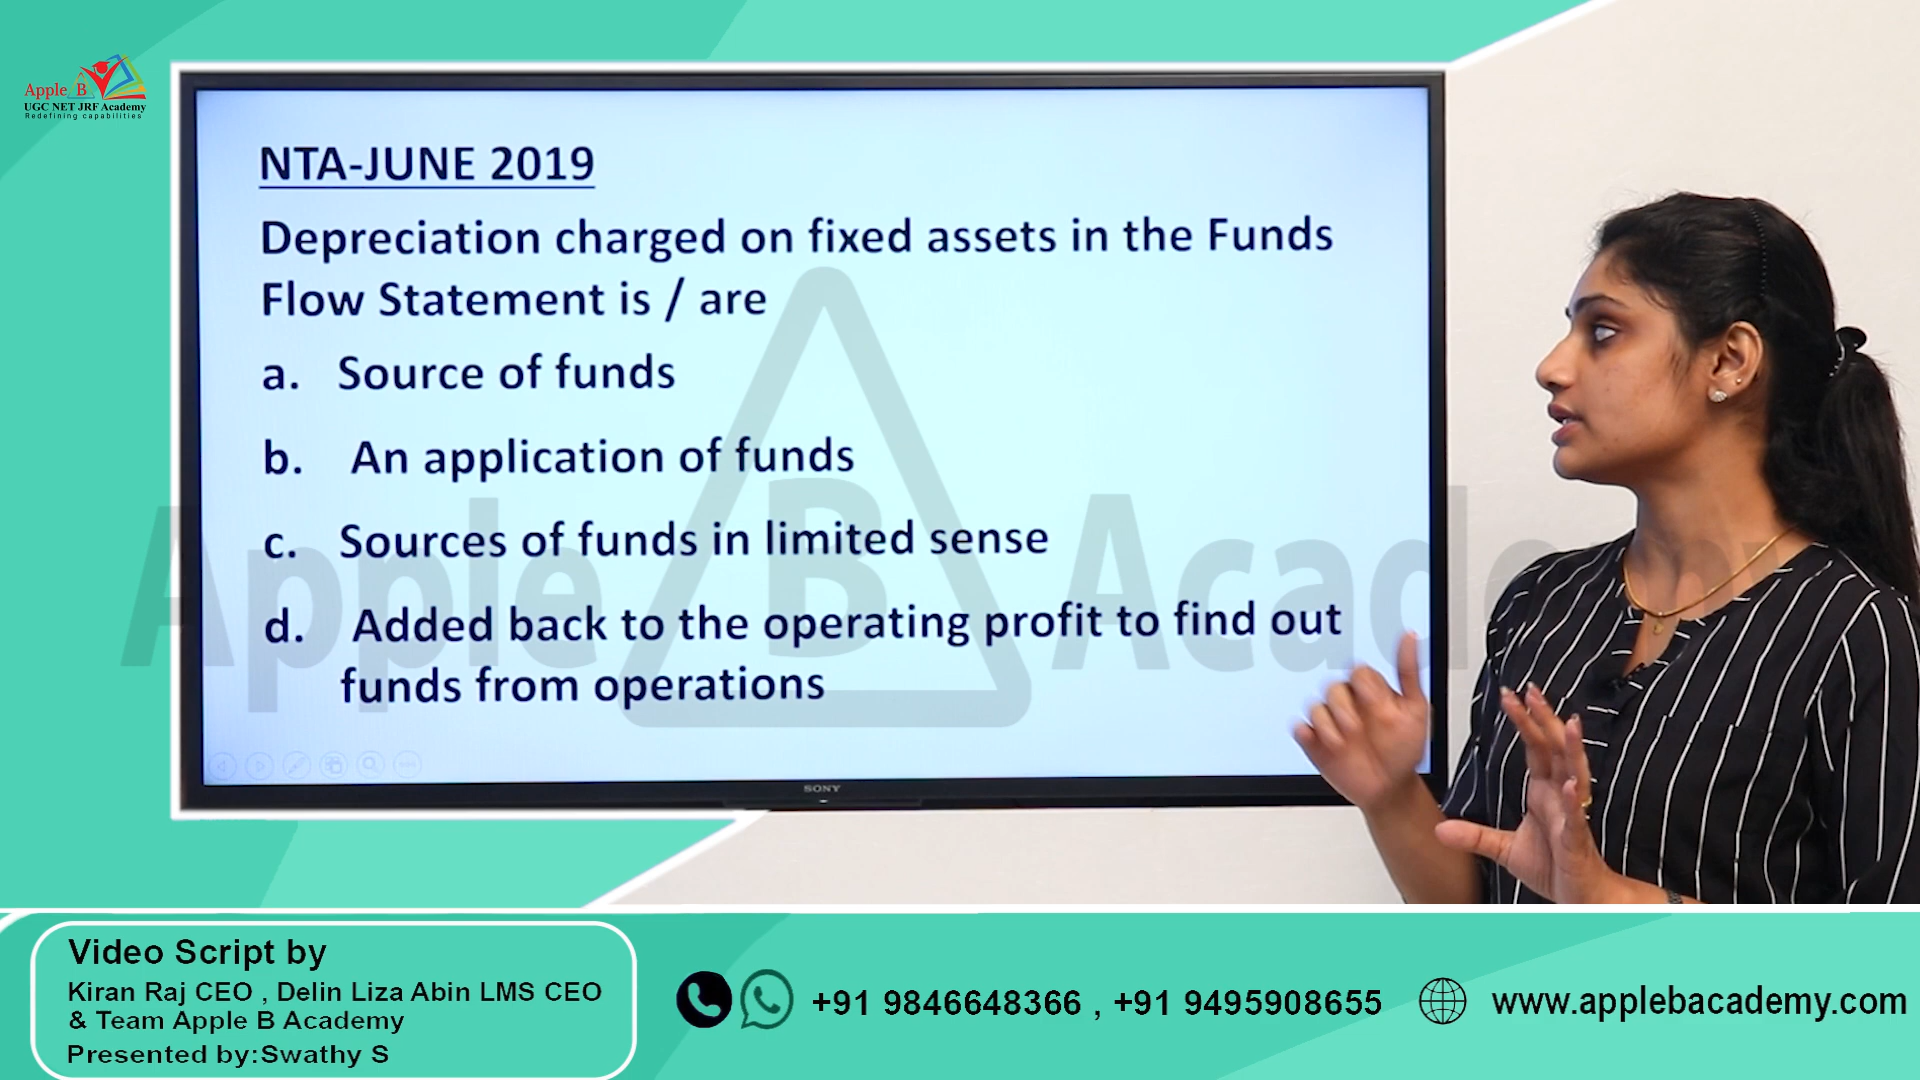 Apple B
UGC NET JRF Academy
Redefining capabilities
NTA-JUNE 2019
Depreciation charged on fixed assets in the Funds
Flow Statement is / are
a. Source of funds
b. An application of funds
c. Sources of funds in limited sense
d. Added back to the operating profit to find out
funds from operations
Apple B Academy
SONY
Video Script by
Kiran Raj CEO , Delin Liza Abin LMS CEO
& Team Apple B Academy
Presented by:Swathy S
+91 9846648366 , +91 9495908655
www.applebacademy.com